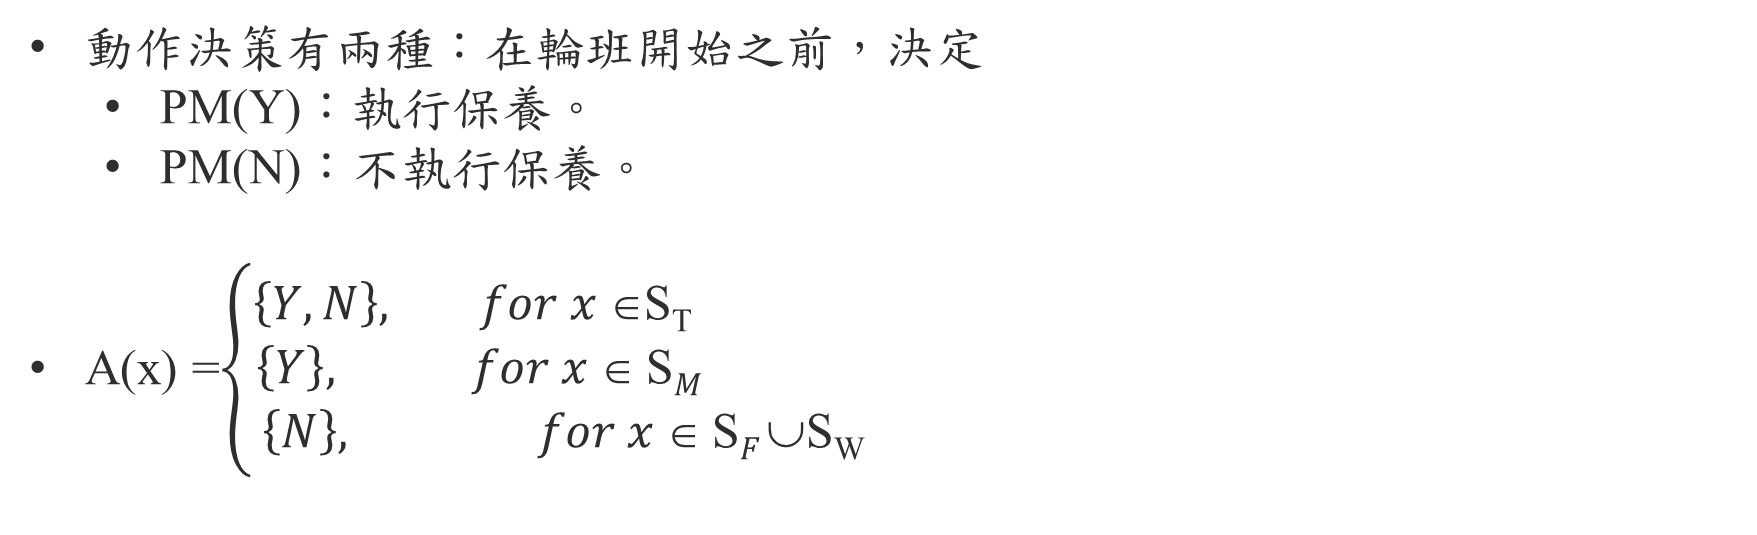 • 動作決策有兩種：在輪班開始之前，決定
• PM(Y)：執行保養。
• PM(N)：不執行保養。
{Y, N}, for x ∈S_T
• A(x) = {Y}, for x ∈ S_M
{N}, for x ∈ S_F∪S_W